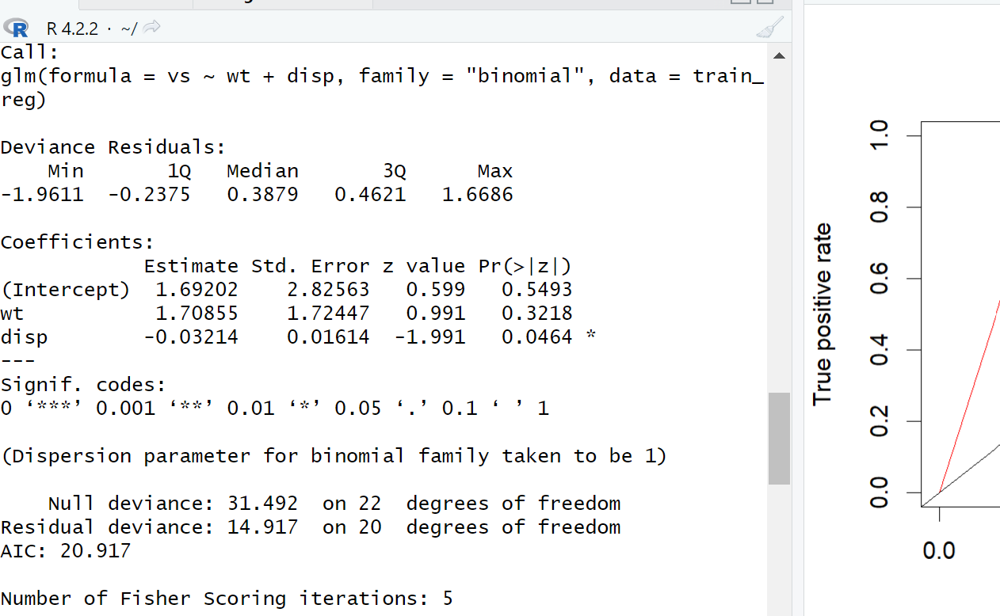 R 4.2.2 · ~/
Call:
glm(formula = vs ~ wt + disp, family = "binomial", data = train_
reg)
Deviance Residuals:
    Min       1Q   Median       3Q      Max
-1.9611  -0.2375   0.3879   0.4621   1.6686
Coefficients:
            Estimate Std. Error z value Pr(>|z|)
(Intercept)  1.69202    2.82563   0.599   0.5493
wt           1.70855    1.72447   0.991   0.3218
disp        -0.03214    0.01614  -1.991   0.0464 *
---
Signif. codes:
0 ‘***’ 0.001 ‘**’ 0.01 ‘*’ 0.05 ‘.’ 0.1 ‘ ’ 1
(Dispersion parameter for binomial family taken to be 1)
    Null deviance: 31.492  on 22  degrees of freedom
Residual deviance: 14.917  on 20  degrees of freedom
AIC: 20.917
Number of Fisher Scoring iterations: 5
True positive rate
1.0
0.8
0.6
0.4
0.2
0.0
0.0